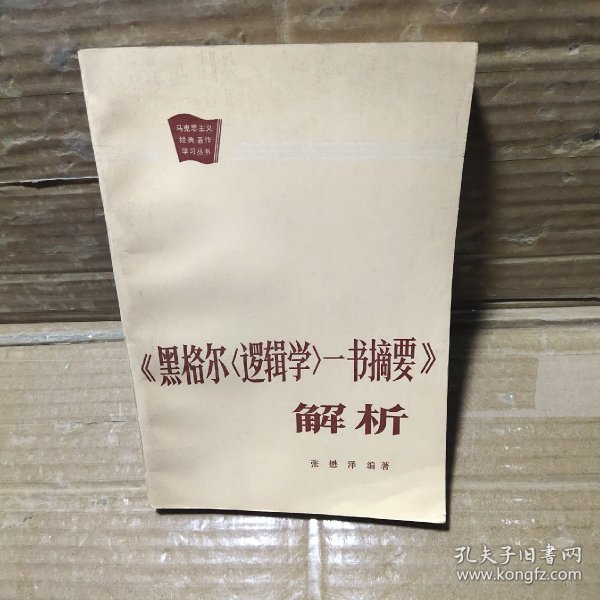 马克思主义
经典著作
学习丛书
《黑格尔〈逻辑学〉一书摘要》
解析
张懋泽 编著
孔夫子旧书网
www.kongfz.com